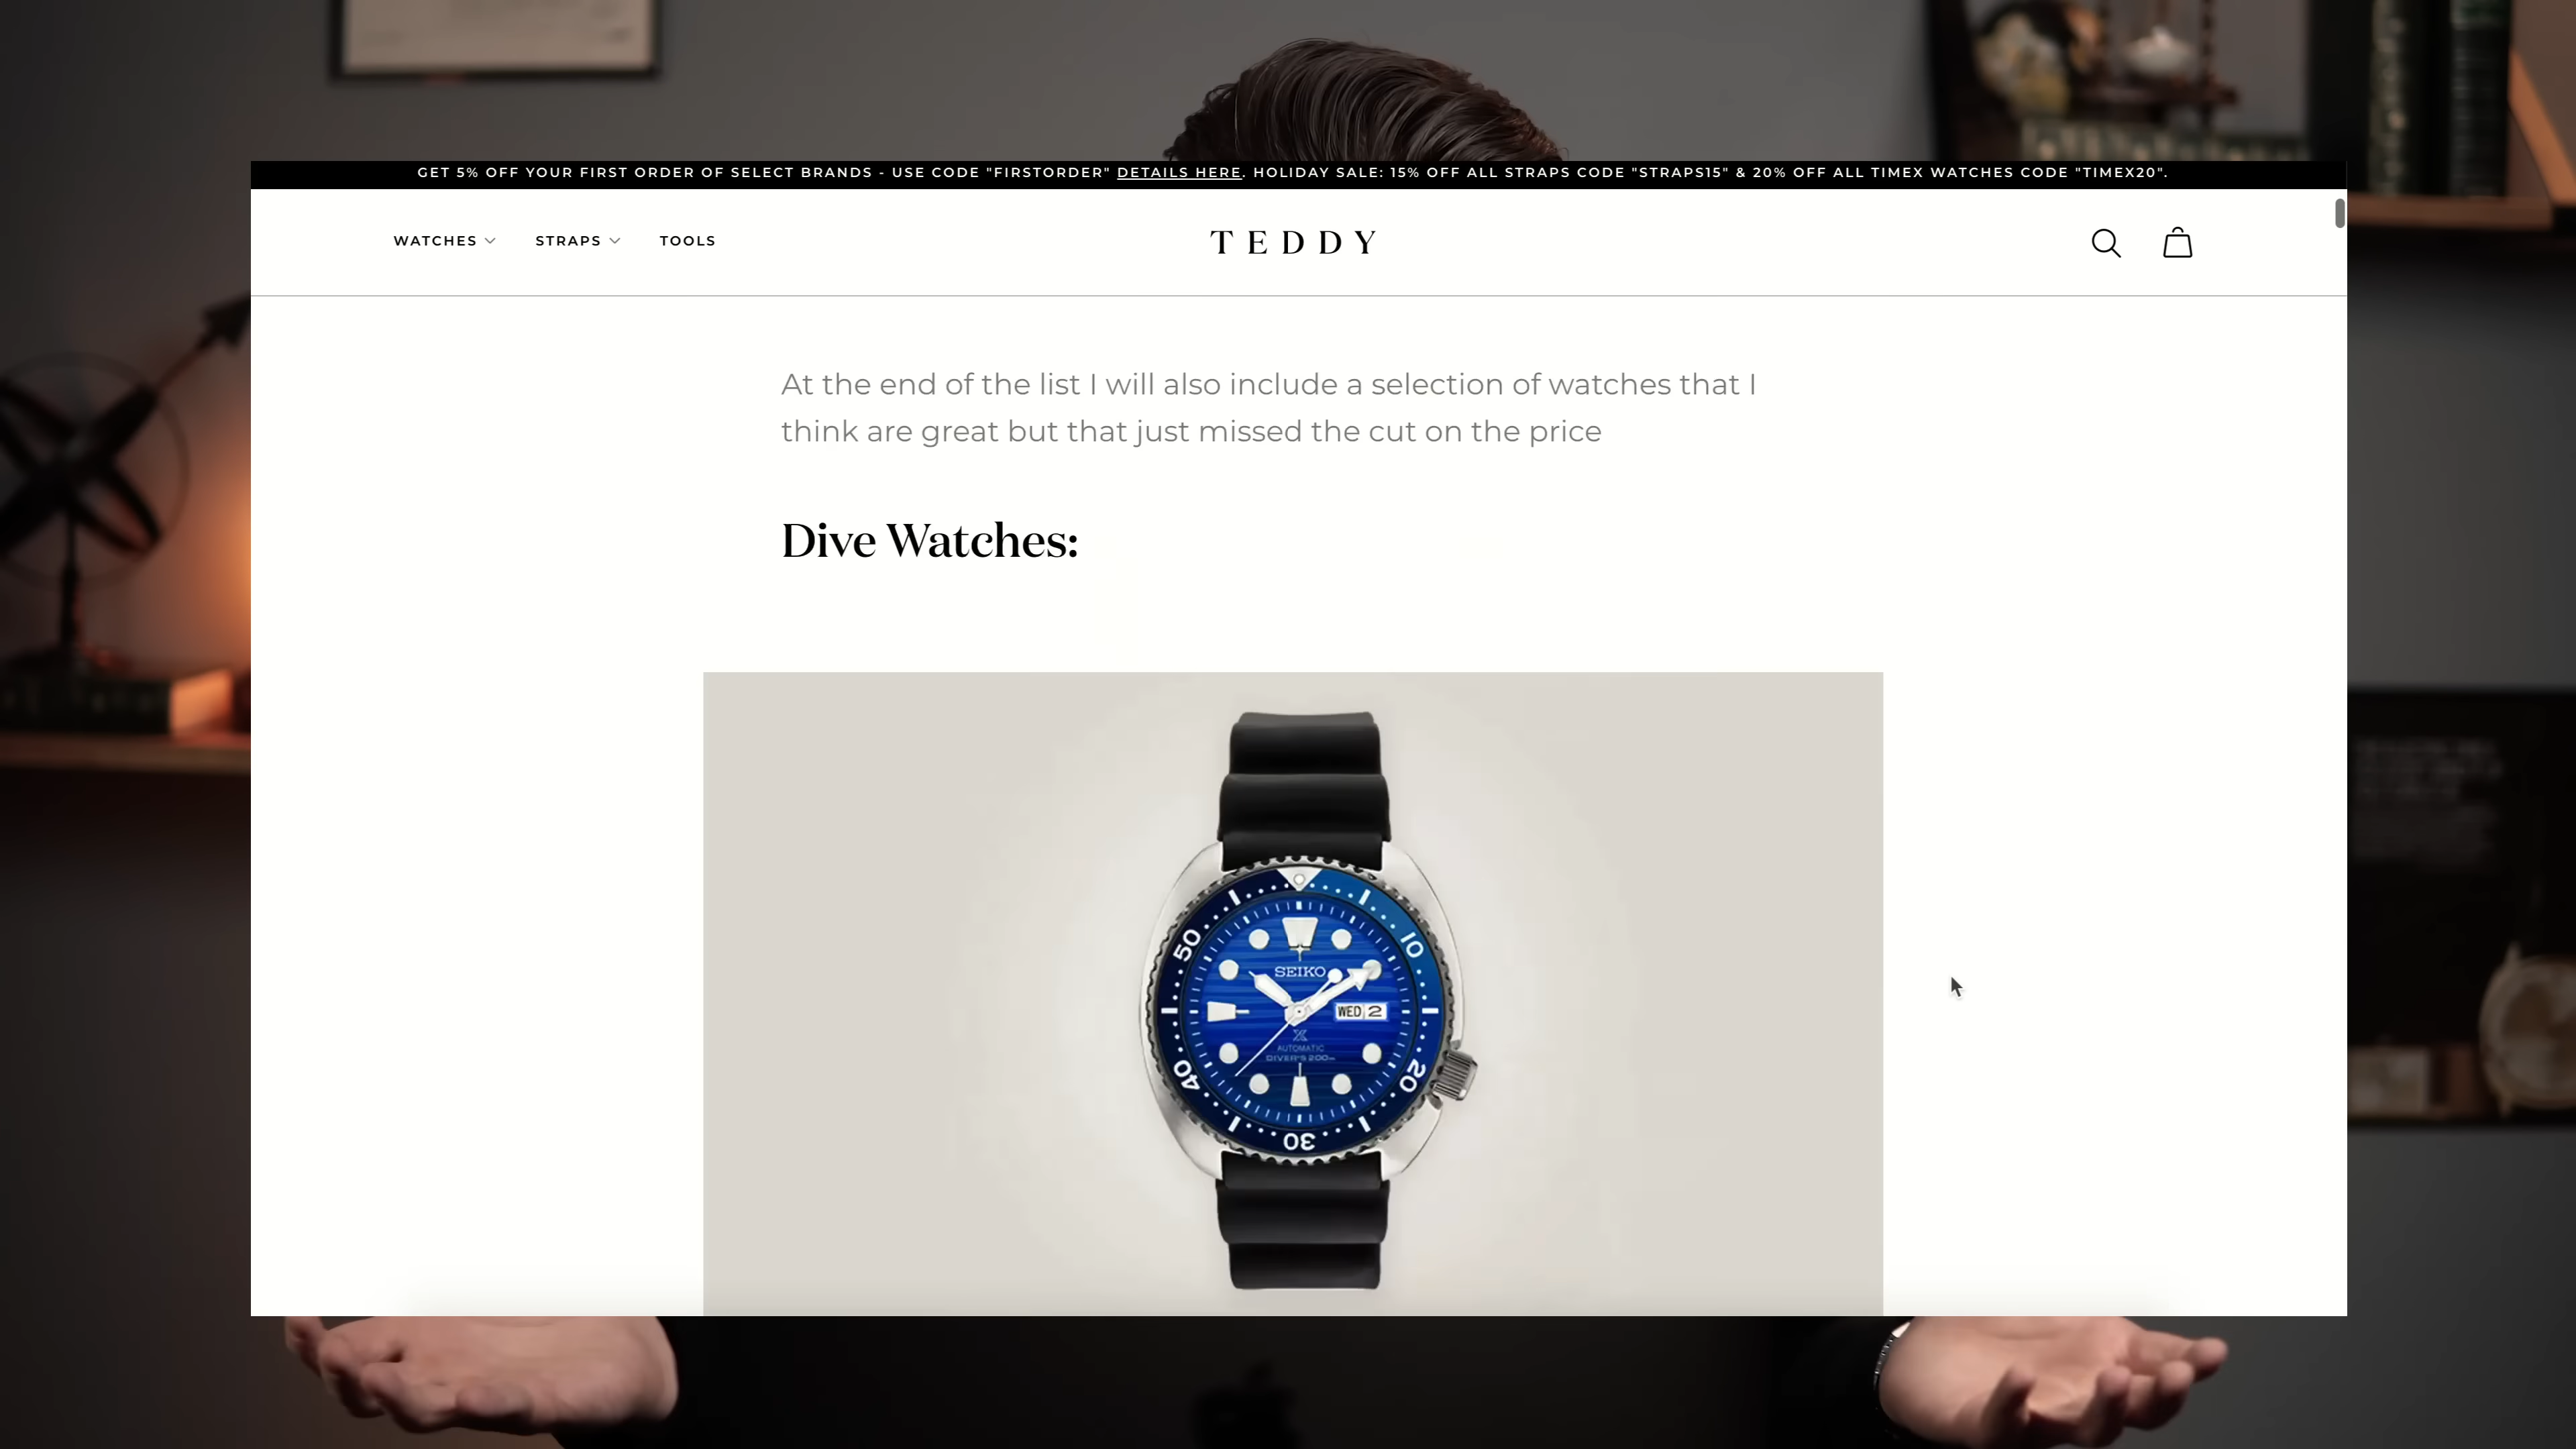 GET 5% OFF YOUR FIRST ORDER OF SELECT BRANDS - USE CODE "FIRSTORDER" DETAILS HERE. HOLIDAY SALE: 15% OFF ALL STRAPS CODE "STRAPS15" & 20% OFF ALL TIMEX WATCHES CODE "TIMEX20".
WATCHES STRAPS TOOLS TEDDY
At the end of the list I will also include a selection of watches that I
think are great but that just missed the cut on the price
Dive Watches:
50 10
SEIKO
WED 2
AUTOMATIC
DIVER'S 200m
40 20
30